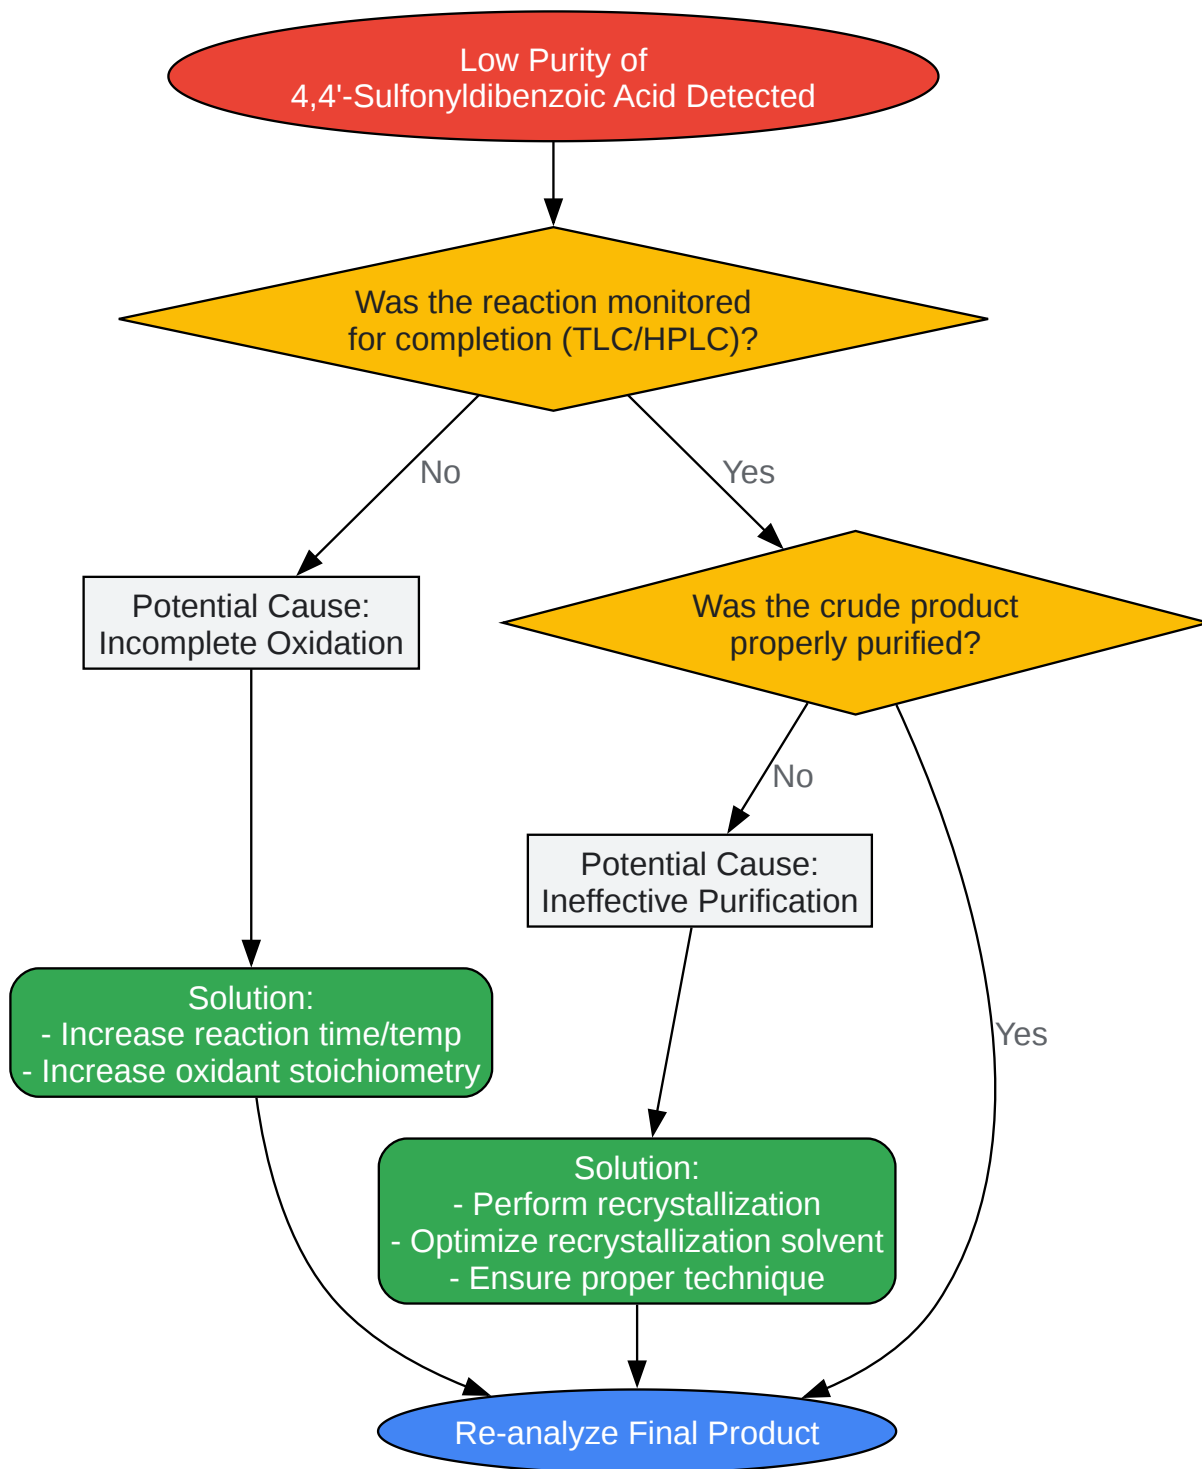 Low Purity of
4,4'-Sulfonyldibenzoic Acid Detected
Was the reaction monitored
for completion (TLC/HPLC)?
No
Yes
Potential Cause:
Incomplete Oxidation
Was the crude product
properly purified?
No
Potential Cause:
Ineffective Purification
Solution:
- Increase reaction time/temp
- Increase oxidant stoichiometry
Yes
Solution:
- Perform recrystallization
- Optimize recrystallization solvent
- Ensure proper technique
Re-analyze Final Product